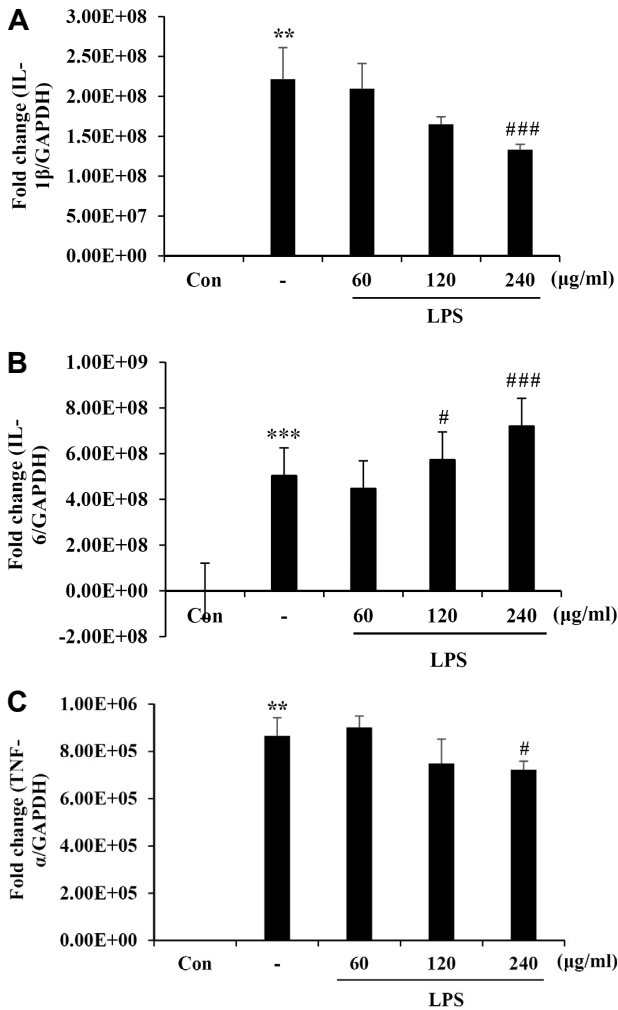 A
Fold change (IL-
1β/GAPDH)
3.00E+08
2.50E+08
2.00E+08
1.50E+08
1.00E+08
5.00E+07
0.00E+00
**
###
Con - 60 120 240 (μg/ml)
LPS
B
Fold change (IL-
6/GAPDH)
1.00E+09
8.00E+08
6.00E+08
4.00E+08
2.00E+08
0.00E+00
-2.00E+08
***
#
###
Con - 60 120 240 (μg/ml)
LPS
C
Fold change (TNF-
α/GAPDH)
1.00E+06
8.00E+05
6.00E+05
4.00E+05
2.00E+05
0.00E+00
**
#
Con - 60 120 240 (μg/ml)
LPS